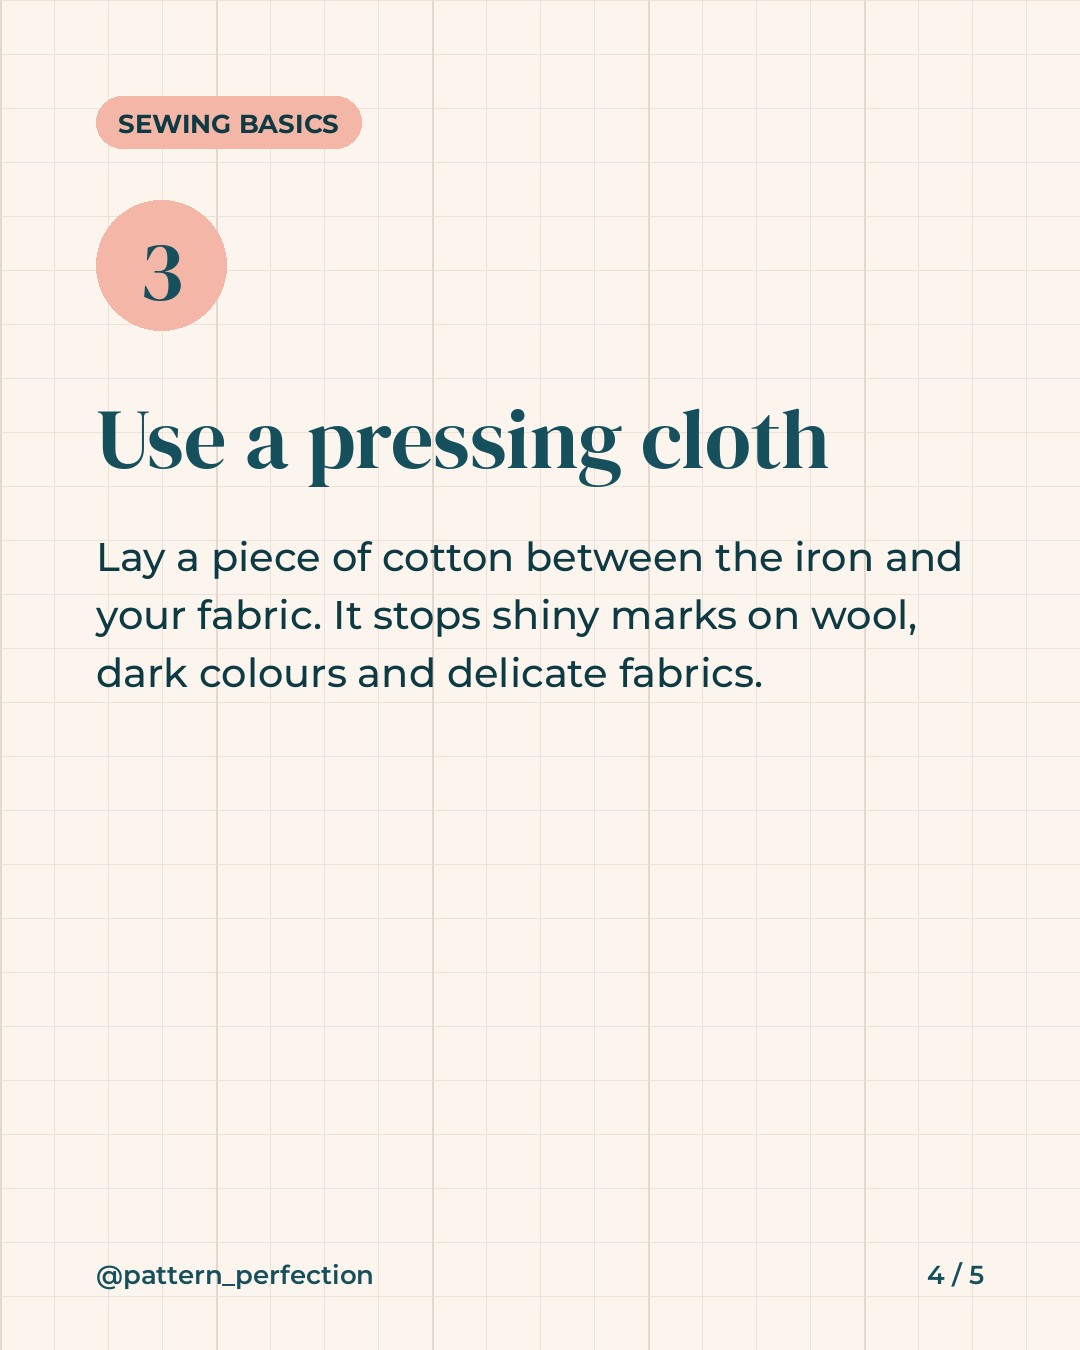 SEWING BASICS
3
Use a pressing cloth
Lay a piece of cotton between the iron and
your fabric. It stops shiny marks on wool,
dark colours and delicate fabrics.
@pattern_perfection
4 / 5